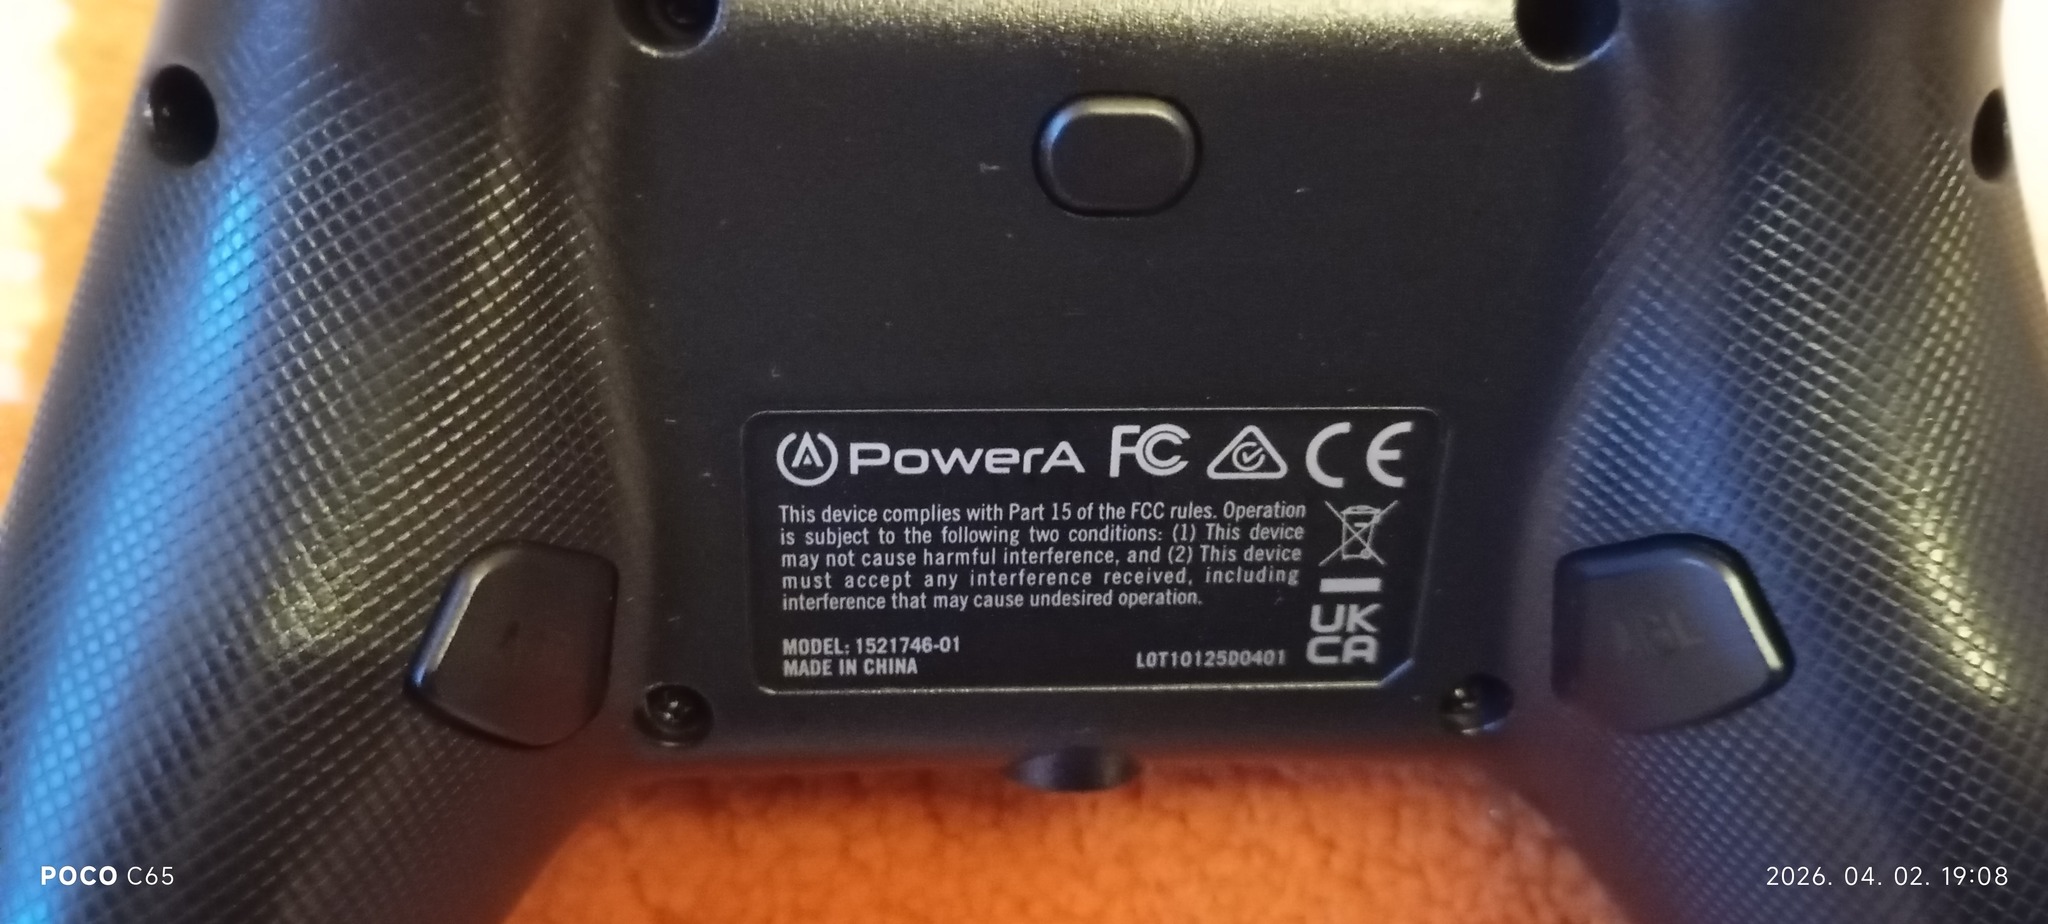 PowerA FC CE
This device complies with Part 15 of the FCC rules. Operation
is subject to the following two conditions: (1) This device
may not cause harmful interference, and (2) This device
must accept any interference received, including
interference that may cause undesired operation.
UK
CA
MODEL: 1521746-01
MADE IN CHINA
LOT10125D0401
POCO C65
2026. 04. 02. 19:08